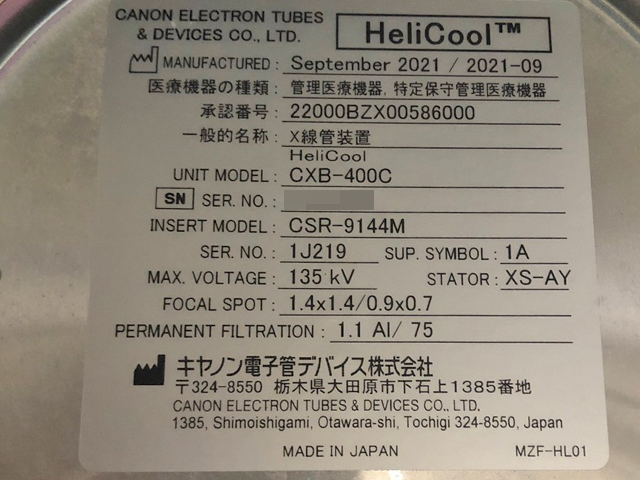 CANON ELECTRON TUBES
& DEVICES CO., LTD.
HeliCool™
MANUFACTURED : September 2021 / 2021-09
医療機器の種類 : 管理医療機器, 特定保守管理医療機器
承認番号 : 22000BZX00586000
一般的名称 : X線管装置
HeliCool
UNIT MODEL : CXB-400C
SN SER. NO. :
INSERT MODEL : CSR-9144M
SER. NO. : 1J219 SUP. SYMBOL : 1A
MAX. VOLTAGE : 135 kV STATOR : XS-AY
FOCAL SPOT : 1.4x1.4/0.9x0.7
PERMANENT FILTRATION : 1.1 Al/ 75
キヤノン電子管デバイス株式会社
〒324-8550 栃木県大田原市下石上1385番地
CANON ELECTRON TUBES & DEVICES CO., LTD.
1385, Shimoishigami, Otawara-shi, Tochigi 324-8550, Japan
MADE IN JAPAN MZF-HL01